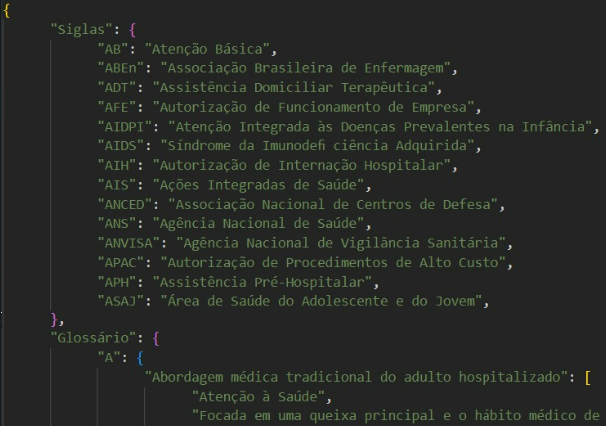 {
"Siglas": {
"AB": "Atenção Básica",
"ABEn": "Associação Brasileira de Enfermagem",
"ADT": "Assistência Domiciliar Terapêutica",
"AFE": "Autorização de Funcionamento de Empresa",
"AIDPI": "Atenção Integrada às Doenças Prevalentes na Infância",
"AIDS": "Síndrome da Imunodefi ciência Adquirida",
"AIH": "Autorização de Internação Hospitalar",
"AIS": "Ações Integradas de Saúde",
"ANCED": "Associação Nacional de Centros de Defesa",
"ANS": "Agência Nacional de Saúde",
"ANVISA": "Agência Nacional de Vigilância Sanitária",
"APAC": "Autorização de Procedimentos de Alto Custo",
"APH": "Assistência Pré-Hospitalar",
"ASAJ": "Área de Saúde do Adolescente e do Jovem",
},
"Glossário": {
"A": {
"Abordagem médica tradicional do adulto hospitalizado": [
"Atenção à Saúde",
"Focada em uma queixa principal e o hábito médico de